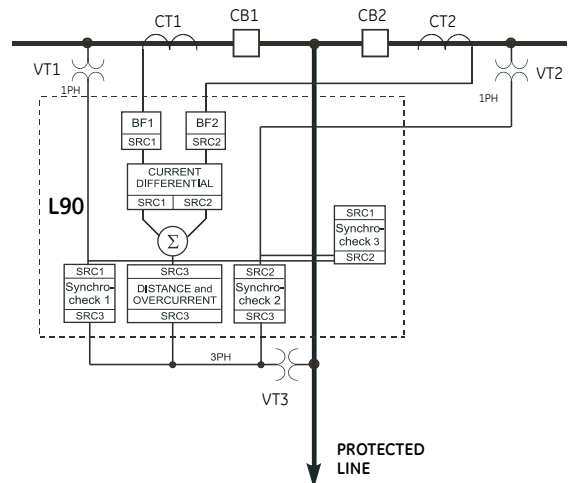 CT1
CB1
CB2
CT2
VT1
VT2
1PH
1PH
BF1
SRC1
BF2
SRC2
CURRENT
DIFFERENTIAL
SRC1
SRC2
L90
Σ
SRC1
Synchro-
check 3
SRC2
SRC1
Synchro-
check 1
SRC3
SRC3
DISTANCE and
OVERCURRENT
SRC3
SRC2
Synchro-
check 2
SRC3
3PH
VT3
PROTECTED
LINE